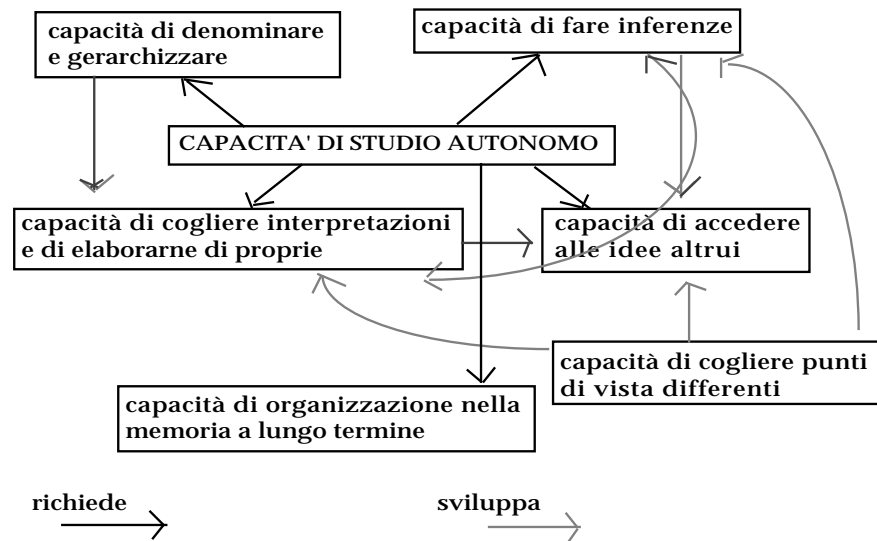 capacità di denominare
e gerarchizzare
capacità di fare inferenze
CAPACITA' DI STUDIO AUTONOMO
capacità di cogliere interpretazioni
e di elaborarne di proprie
capacità di accedere
alle idee altrui
capacità di cogliere punti
di vista differenti
capacità di organizzazione nella
memoria a lungo termine
richiede
sviluppa